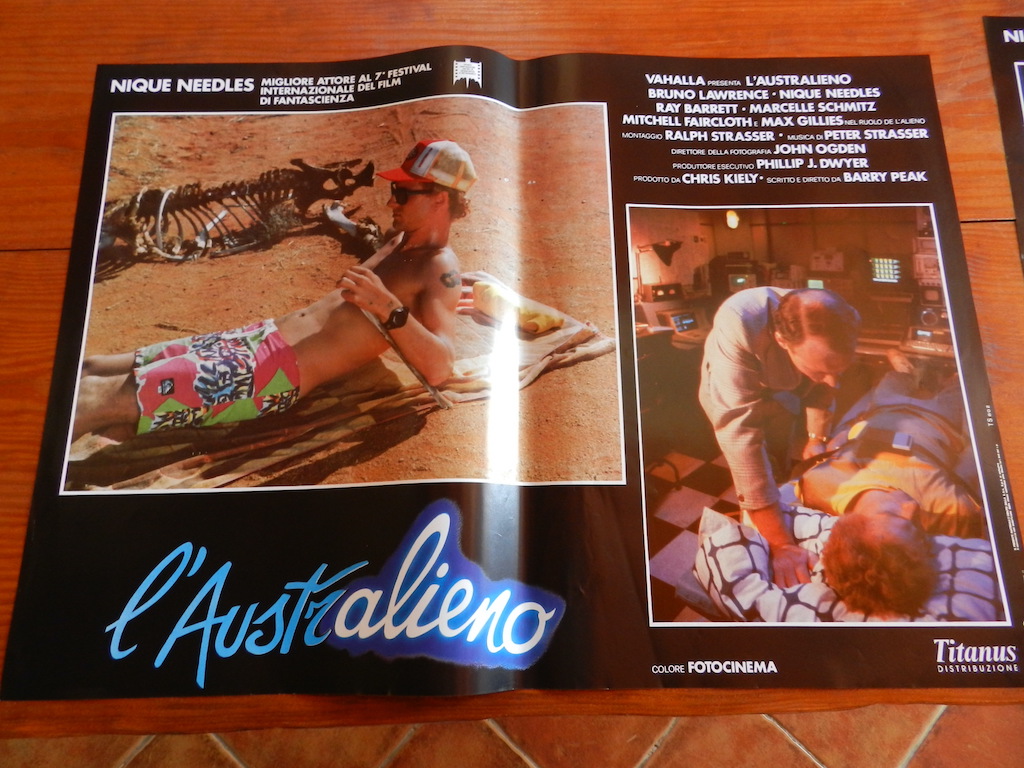 NIQUE NEEDLES
MIGLIORE ATTORE AL 7° FESTIVAL
INTERNAZIONALE DEL FILM
DI FANTASCIENZA
VAHALLA PRESENTA L'AUSTRALIENO
BRUNO LAWRENCE • NIQUE NEEDLES
RAY BARRETT • MARCELLE SCHMITZ
MITCHELL FAIRCLOTH E MAX GILLIES NEL RUOLO DE L'ALIENO
MONTAGGIO RALPH STRASSER • MUSICA DI PETER STRASSER
DIRETTORE DELLA FOTOGRAFIA JOHN OGDEN
PRODUTTORE ESECUTIVO PHILLIP J. DWYER
PRODOTTO DA CHRIS KIELY • SCRITTO E DIRETTO DA BARRY PEAK
l'Australieno
COLORE FOTOCINEMA
Titanus
DISTRIBUZIONE
NI